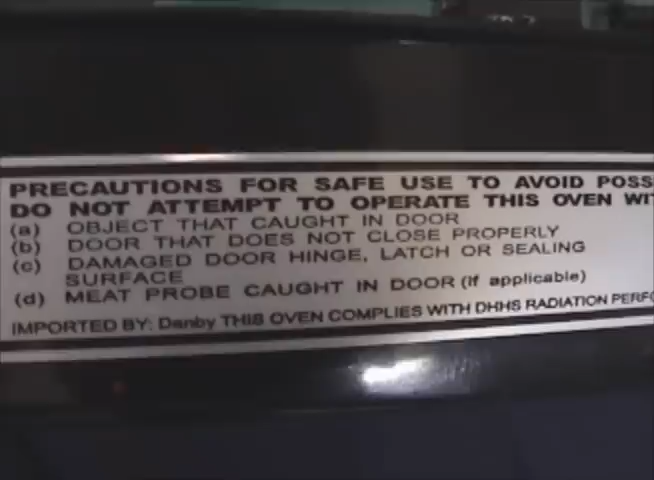 PRECAUTIONS FOR SAFE USE TO AVOID POSS
DO NOT ATTEMPT TO OPERATE THIS OVEN WIT
(a) OBJECT THAT CAUGHT IN DOOR
(b) DOOR THAT DOES NOT CLOSE PROPERLY
(c) DAMAGED DOOR HINGE, LATCH OR SEALING
SURFACE
(d) MEAT PROBE CAUGHT IN DOOR (if applicable)
IMPORTED BY: Danby THIS OVEN COMPLIES WITH DHHS RADIATION PERFO